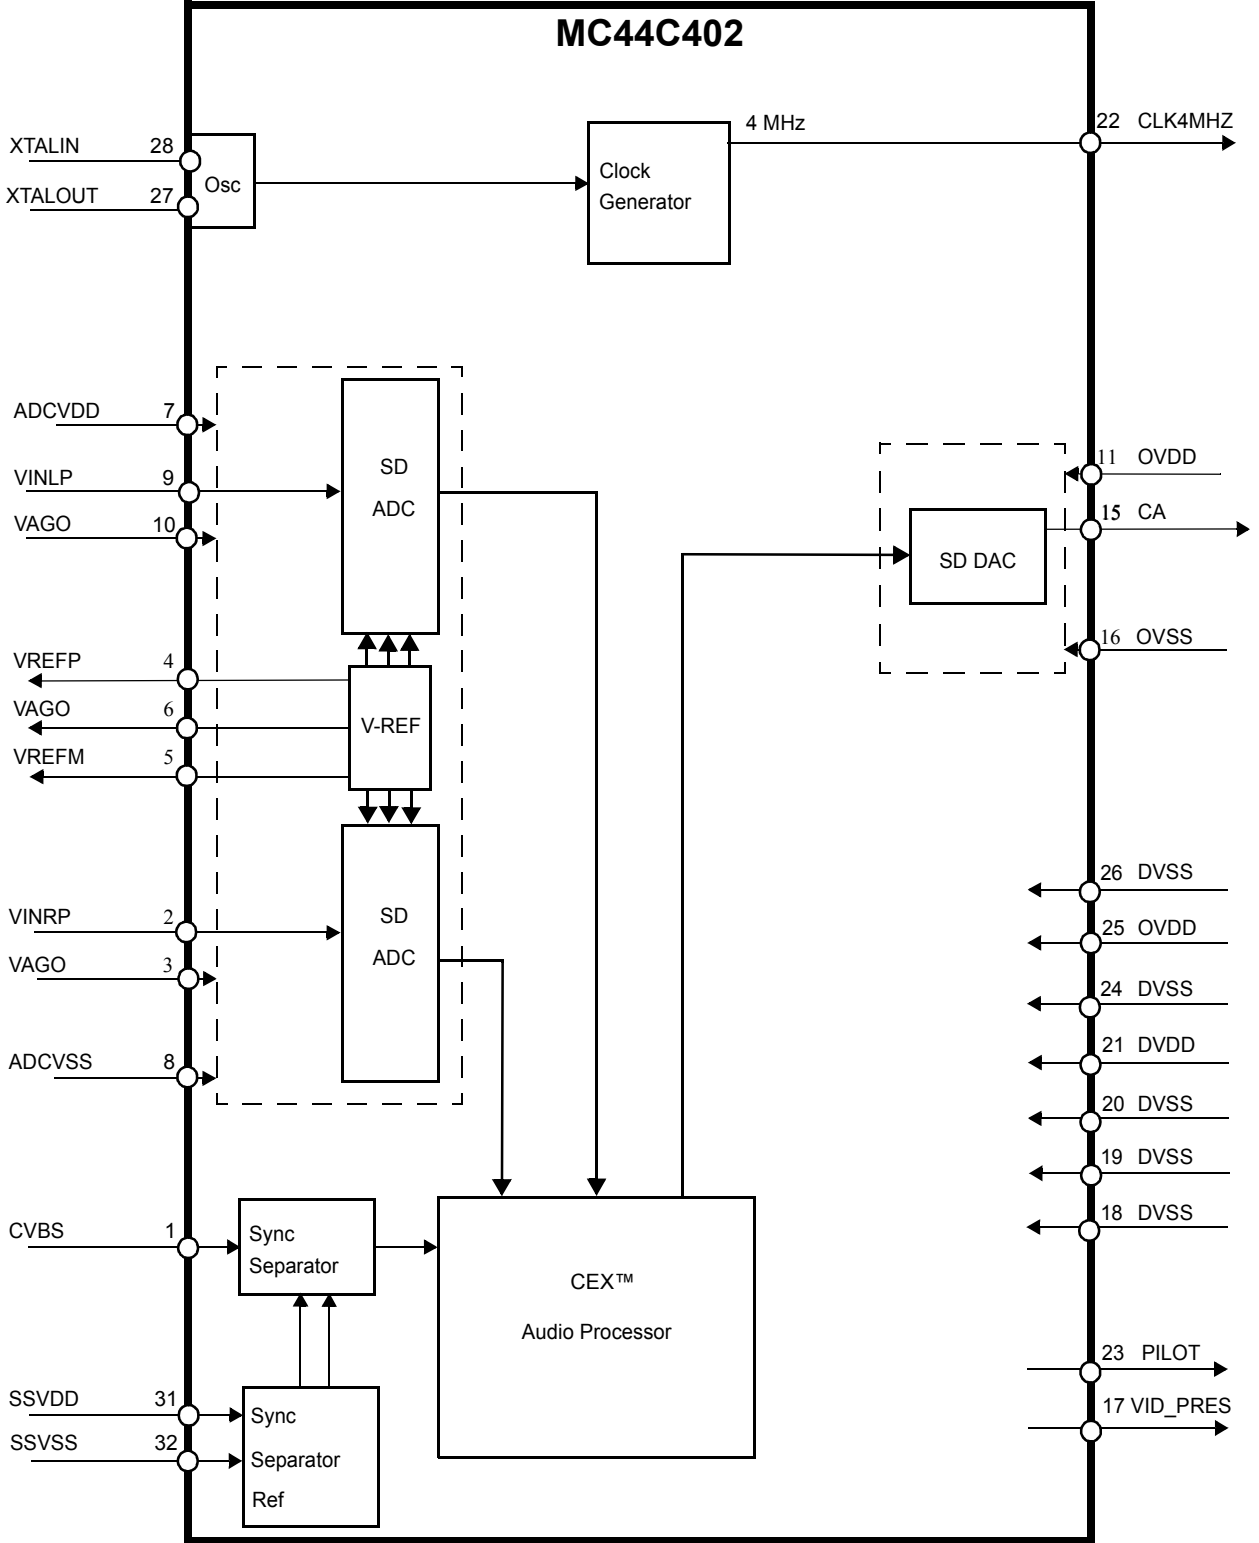 MC44C402
XTALIN 28
XTALOUT 27
Osc
Clock
Generator
4 MHz
22 CLK4MHZ
ADCVDD 7
VINLP 9
VAGO 10
SD
ADC
VREFP 4
VAGO 6
VREFM 5
V-REF
VINRP 2
VAGO 3
SD
ADC
ADCVSS 8
11 OVDD
15 CA
SD DAC
16 OVSS
26 DVSS
25 OVDD
24 DVSS
21 DVDD
20 DVSS
19 DVSS
18 DVSS
CVBS 1
Sync
Separator
CEX™
Audio Processor
SSVDD 31
SSVSS 32
Sync
Separator
Ref
23 PILOT
17 VID_PRES